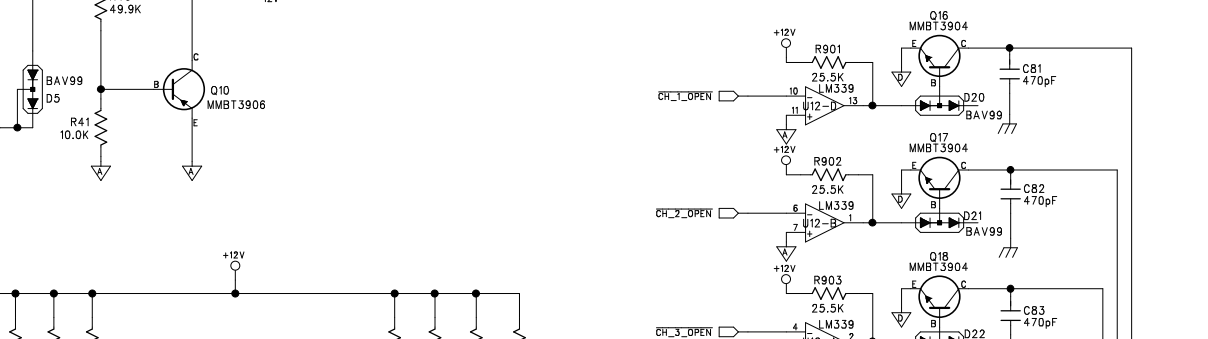 49.9K
12V
C
BAV99
D5
B
Q10
MMBT3906
R41
10.0K
E
A
A
+12V
Q16
MMBT3904
+12V
R901
25.5K
E
C
D
B
C81
470pF
CH_1_OPEN
10
-
LM339
U12-D
13
11
+
A
D20
BAV99
+12V
R902
25.5K
Q17
MMBT3904
E
C
D
B
C82
470pF
CH_2_OPEN
6
-
LM339
U12-B
1
7
+
A
D21
BAV99
+12V
R903
25.5K
Q18
MMBT3904
E
C
D
B
C83
470pF
CH_3_OPEN
4
-
LM339
2
D22